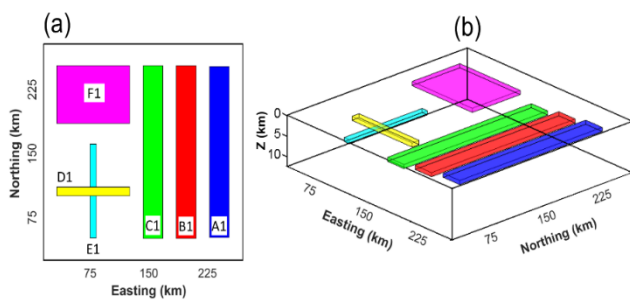 (a)
F1
D1
E1
C1
B1
A1
Northing (km)
225
150
75
75
150
225
Easting (km)
(b)
Z (km)
0
5
10
75
150
225
Easting (km)
75
150
225
Northing (km)